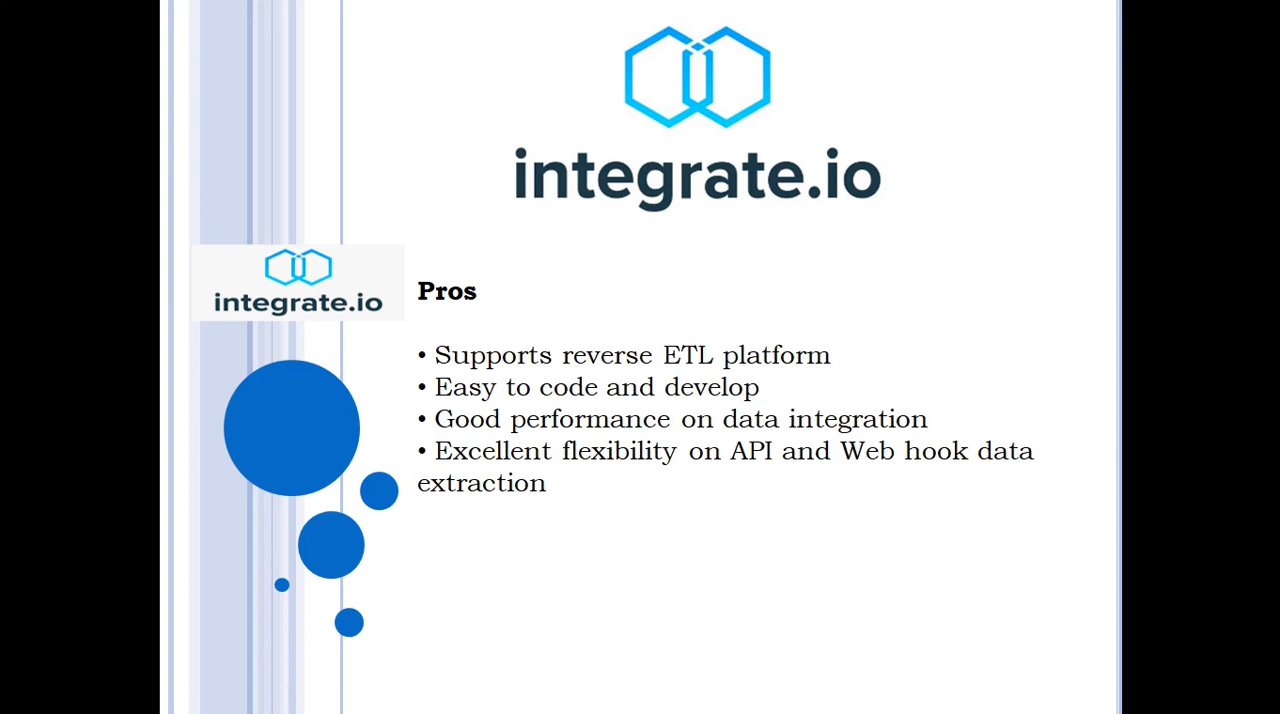 integrate.io
integrate.io
Pros
• Supports reverse ETL platform
• Easy to code and develop
• Good performance on data integration
• Excellent flexibility on API and Web hook data
extraction